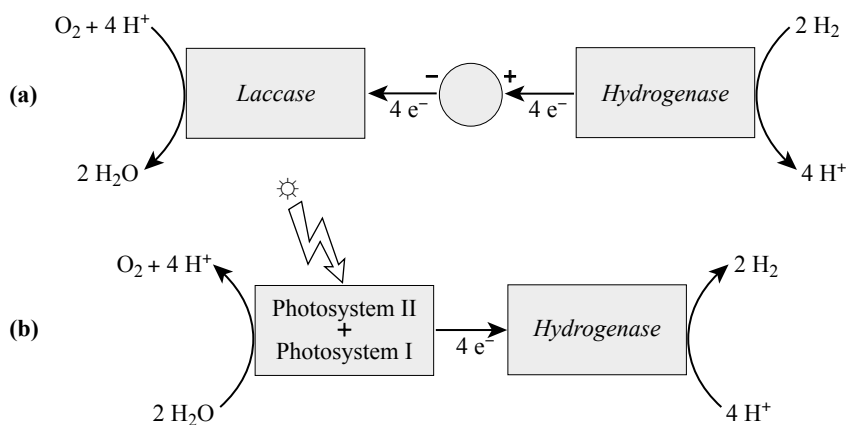 O₂ + 4 H⁺
2 H₂
(a)
Laccase
−
+
Hydrogenase
4 e⁻
4 e⁻
2 H₂O
4 H⁺
O₂ + 4 H⁺
2 H₂
(b)
Photosystem II
+
Photosystem I
4 e⁻
Hydrogenase
2 H₂O
4 H⁺